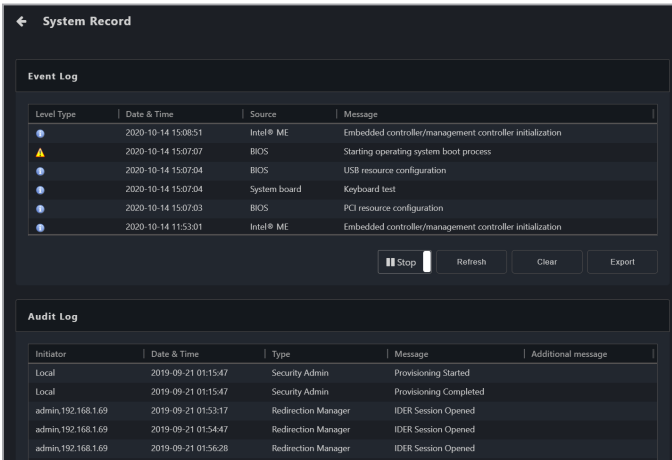 System Record
Event Log
Level Type Date & Time Source Message
2020-10-14 15:08:51 Intel® ME Embedded controller/management controller initialization
2020-10-14 15:07:07 BIOS Starting operating system boot process
2020-10-14 15:07:04 BIOS USB resource configuration
2020-10-14 15:07:04 System board Keyboard test
2020-10-14 15:07:03 BIOS PCI resource configuration
2020-10-14 11:53:01 Intel® ME Embedded controller/management controller initialization
Stop Refresh Clear Export
Audit Log
Initiator Date & Time Type Message Additional message
Local 2019-09-21 01:15:47 Security Admin Provisioning Started
Local 2019-09-21 01:15:47 Security Admin Provisioning Completed
admin,192.168.1.69 2019-09-21 01:53:17 Redirection Manager IDER Session Opened
admin,192.168.1.69 2019-09-21 01:54:47 Redirection Manager IDER Session Opened
admin,192.168.1.69 2019-09-21 01:56:28 Redirection Manager IDER Session Opened